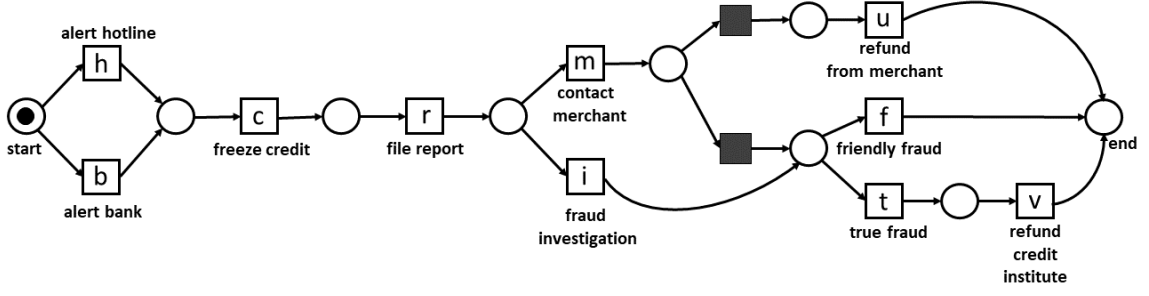 alert hotline
h
start
b
alert bank
c
freeze credit
r
file report
m
contact
merchant
i
fraud
investigation
u
refund
from merchant
f
friendly fraud
t
true fraud
v
refund
credit
institute
end